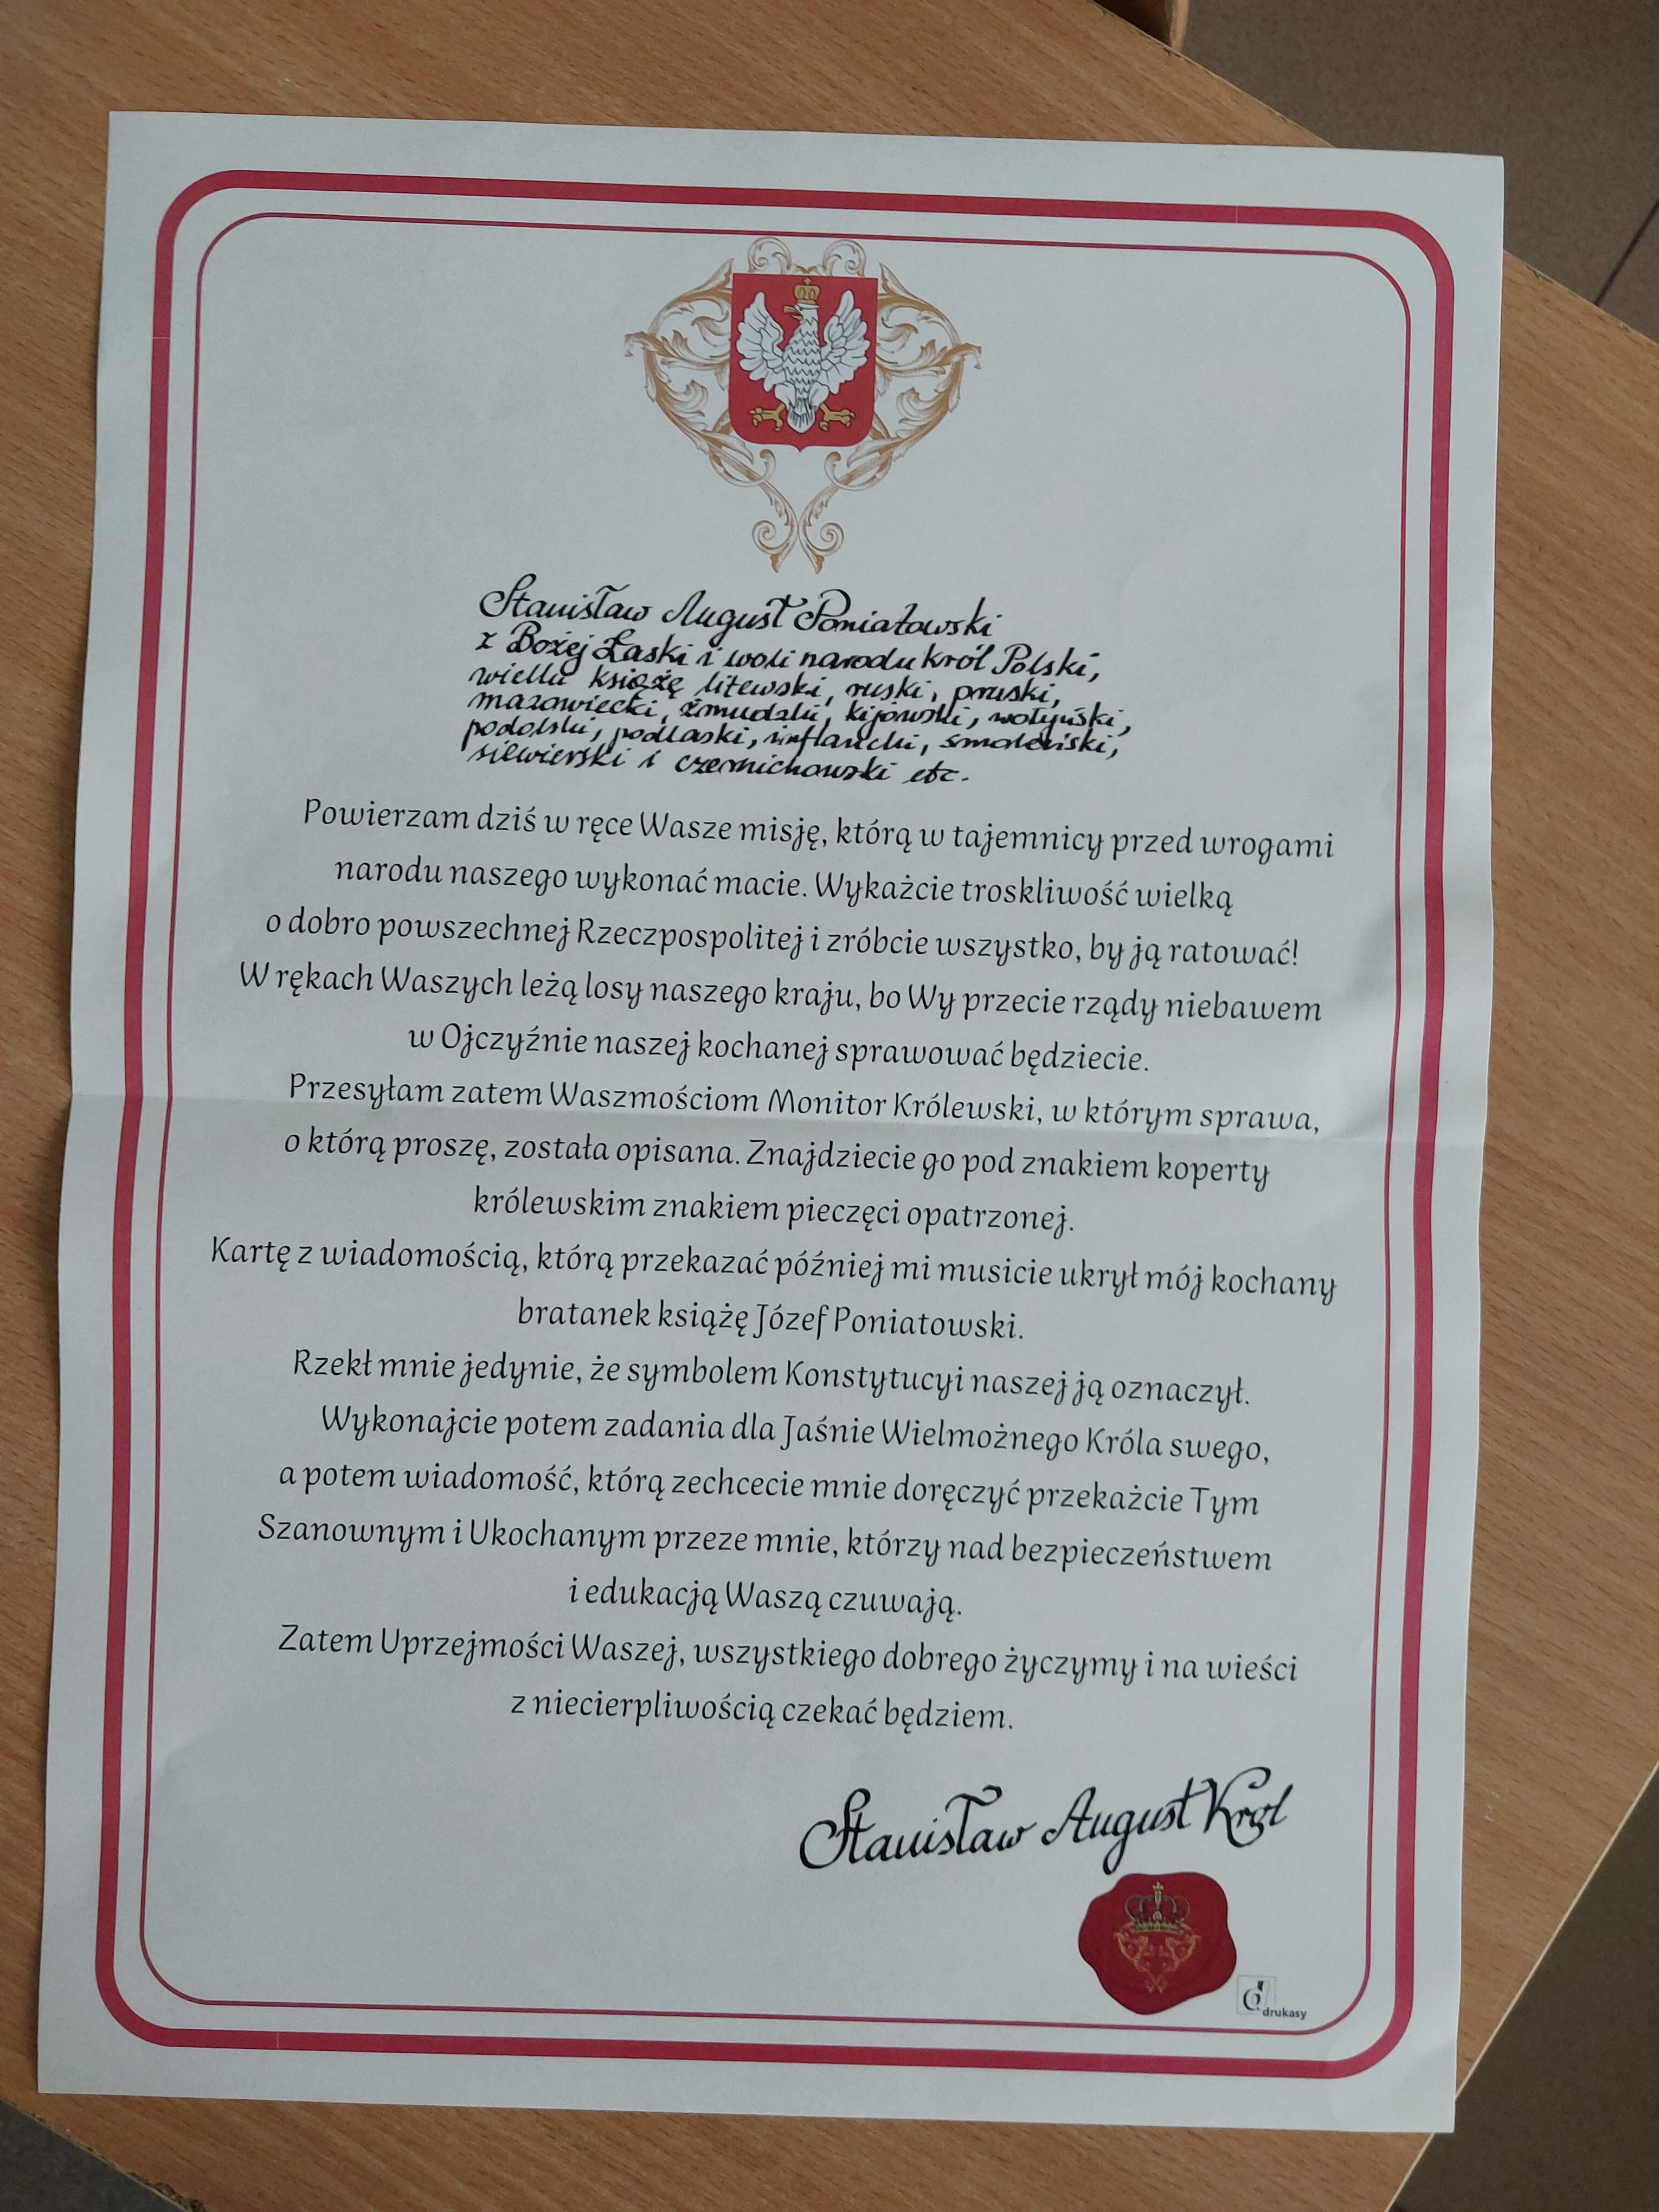 Stanisław August Poniatowski
z Bożej Łaski i woli narodu Król Polski,
wielki książę litewski, ruski, pruski,
mazowiecki, żmudzki, kijowski, wołyński,
podolski, podlaski, inflancki, smoleński,
siewierski i czernichowski etc.
Powierzam dziś w ręce Wasze misję, którą w tajemnicy przed wrogami
narodu naszego wykonać macie. Wykażcie troskliwość wielką
o dobro powszechnej Rzeczpospolitej i zróbcie wszystko, by ją ratować!
W rękach Waszych leżą losy naszego kraju, bo Wy przecie rządy niebawem
w Ojczyźnie naszej kochanej sprawować będziecie.
Przesyłam zatem Waszmościom Monitor Królewski, w którym sprawa,
o którą proszę, została opisana. Znajdziecie go pod znakiem koperty
królewskim znakiem pieczęci opatrzonej.
Kartę z wiadomością, którą przekazać później mi musicie ukrył mój kochany
bratanek książę Józef Poniatowski.
Rzekł mnie jedynie, że symbolem Konstytucyi naszej ją oznaczył.
Wykonajcie potem zadania dla Jaśnie Wielmożnego Króla swego,
a potem wiadomość, którą zechcecie mnie doręczyć przekażcie Tym
Szanownym i Ukochanym przeze mnie, którzy nad bezpieczeństwem
i edukacją Waszą czuwają.
Zatem Uprzejmości Waszej, wszystkiego dobrego życzymy i na wieści
z niecierpliwością czekać będziem.
Stanisław August Krol
drukasy